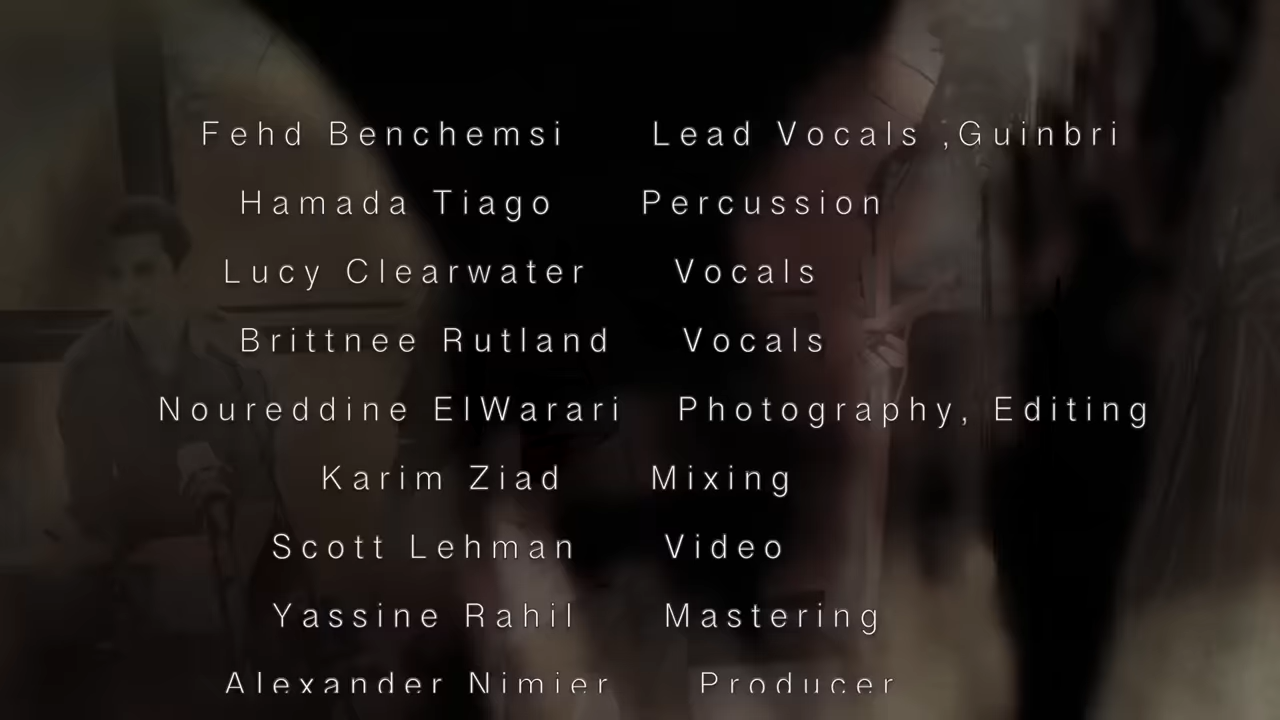 Fehd Benchemsi Lead Vocals ,Guinbri
Hamada Tiago Percussion
Lucy Clearwater Vocals
Brittnee Rutland Vocals
Noureddine ElWarari Photography, Editing
Karim Ziad Mixing
Scott Lehman Video
Yassine Rahil Mastering
Alexander Nimier Producer